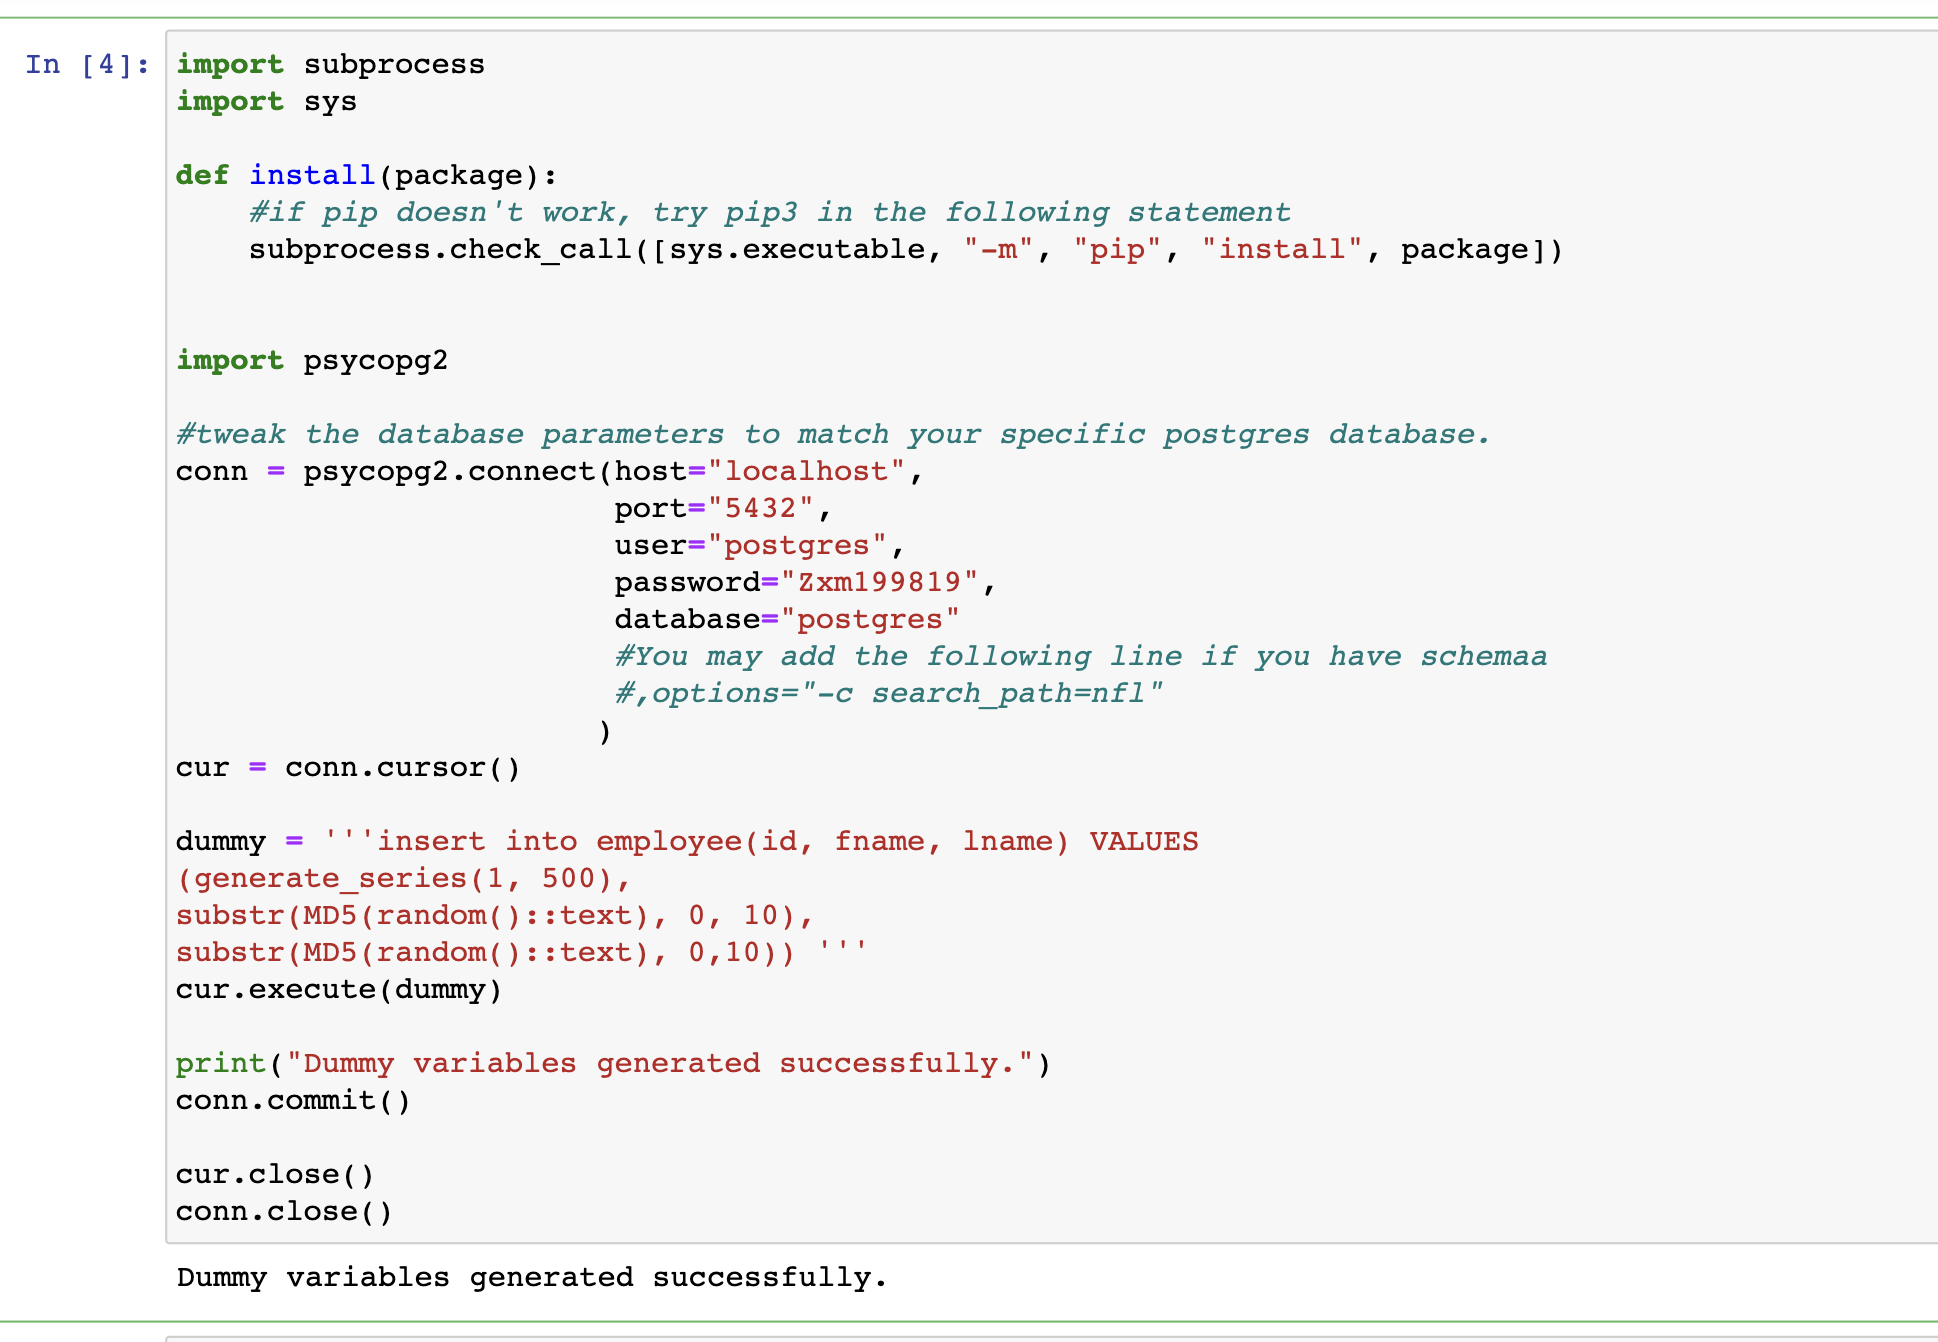 In [4]:
import subprocess
import sys
def install(package):
#if pip doesn't work, try pip3 in the following statement
subprocess.check_call([sys.executable, "-m", "pip", "install", package])
import psycopg2
#tweak the database parameters to match your specific postgres database.
conn = psycopg2.connect(host="localhost",
port="5432",
user="postgres",
password="Zxm199819",
database="postgres"
#You may add the following line if you have schemaa
#,options="-c search_path=nfl"
)
cur = conn.cursor()
dummy = '''insert into employee(id, fname, lname) VALUES
(generate_series(1, 500),
substr(MD5(random()::text), 0, 10),
substr(MD5(random()::text), 0,10)) '''
cur.execute(dummy)
print("Dummy variables generated successfully.")
conn.commit()
cur.close()
conn.close()
Dummy variables generated successfully.